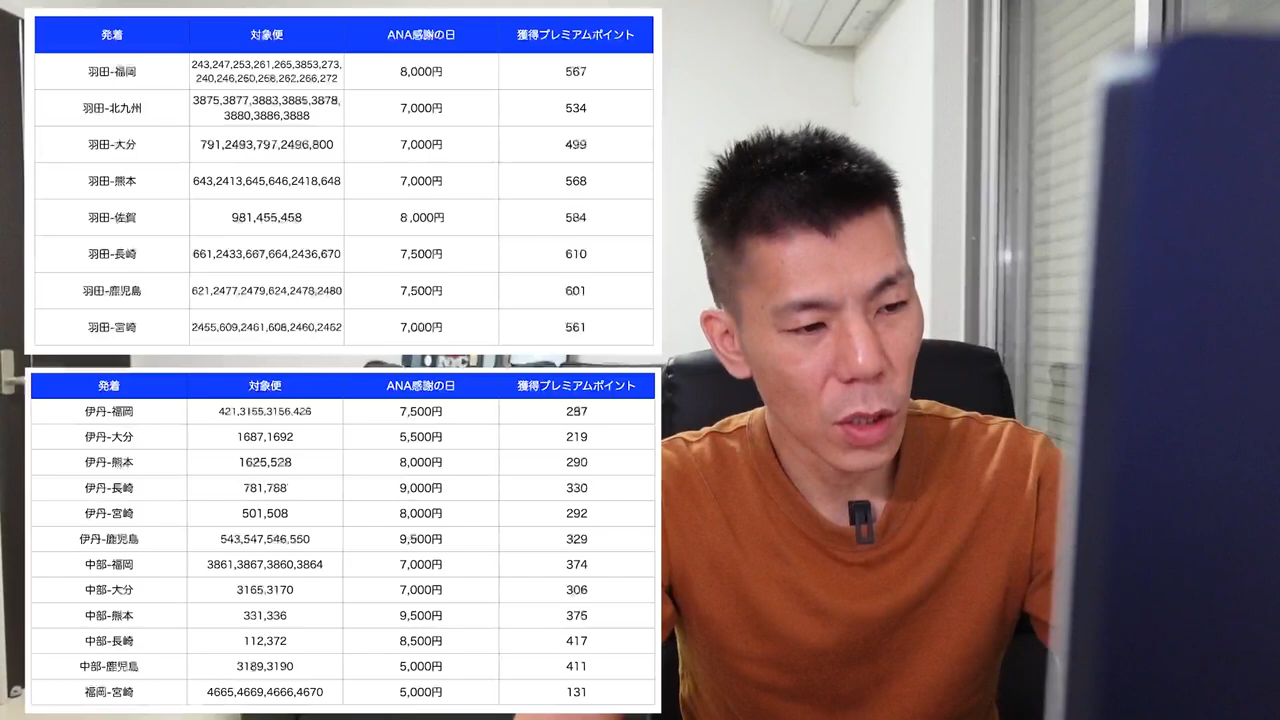 発着 対象便 ANA感謝の日 獲得プレミアムポイント
羽田-福岡 243,247,253,261,265,3853,273, 8,000円 567
240,246,250,258,262,266,272
羽田-北九州 3875,3877,3883,3885,3878, 7,000円 534
3880,3886,3888
羽田-大分 791,2493,797,2496,800 7,000円 499
羽田-熊本 643,2413,645,646,2418,648 7,000円 568
羽田-佐賀 981,455,458 8,000円 584
羽田-長崎 661,2433,667,664,2436,670 7,500円 610
羽田-鹿児島 621,2477,2479,624,2478,2480 7,500円 601
羽田-宮崎 2455,609,2461,608,2460,2462 7,000円 561
発着 対象便 ANA感謝の日 獲得プレミアムポイント
伊丹-福岡 421,3155,3156,426 7,500円 287
伊丹-大分 1687,1692 5,500円 219
伊丹-熊本 1625,528 8,000円 290
伊丹-長崎 781,788 9,000円 330
伊丹-宮崎 501,508 8,000円 292
伊丹-鹿児島 543,547,546,550 9,500円 329
中部-福岡 3861,3867,3860,3864 7,000円 374
中部-大分 3165,3170 7,000円 306
中部-熊本 331,336 9,500円 375
中部-長崎 112,372 8,500円 417
中部-鹿児島 3189,3190 5,000円 411
福岡-宮崎 4665,4669,4666,4670 5,000円 131